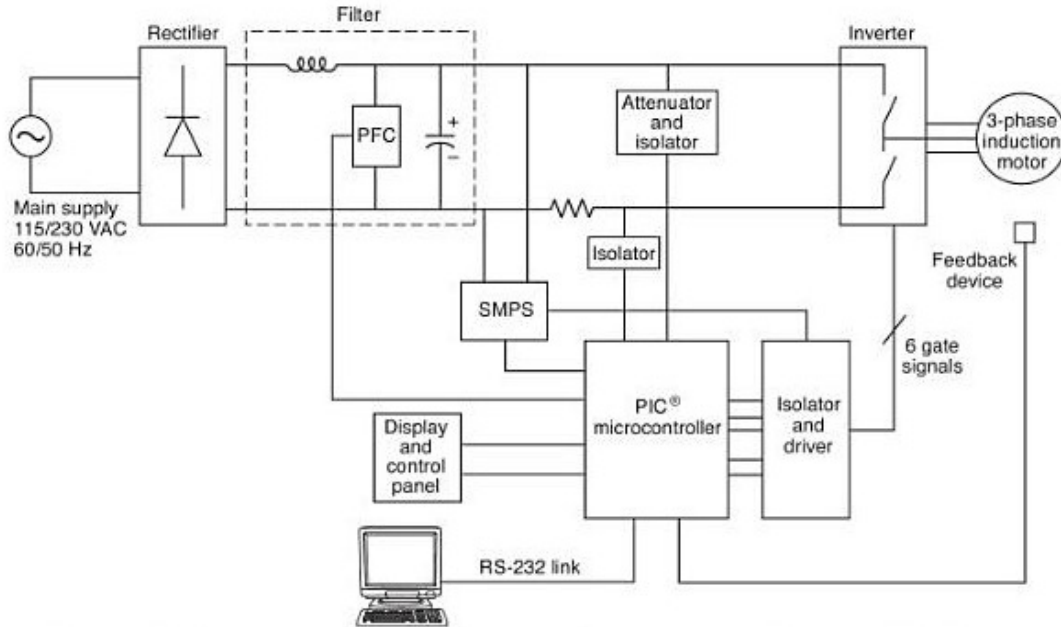 Filter
Rectifier
Inverter
PFC
+
–
Attenuator
and
isolator
3-phase
induction
motor
Main supply
115/230 VAC
60/50 Hz
Isolator
Feedback
device
SMPS
6 gate
signals
PIC®
microcontroller
Isolator
and
driver
Display
and
control
panel
RS-232 link